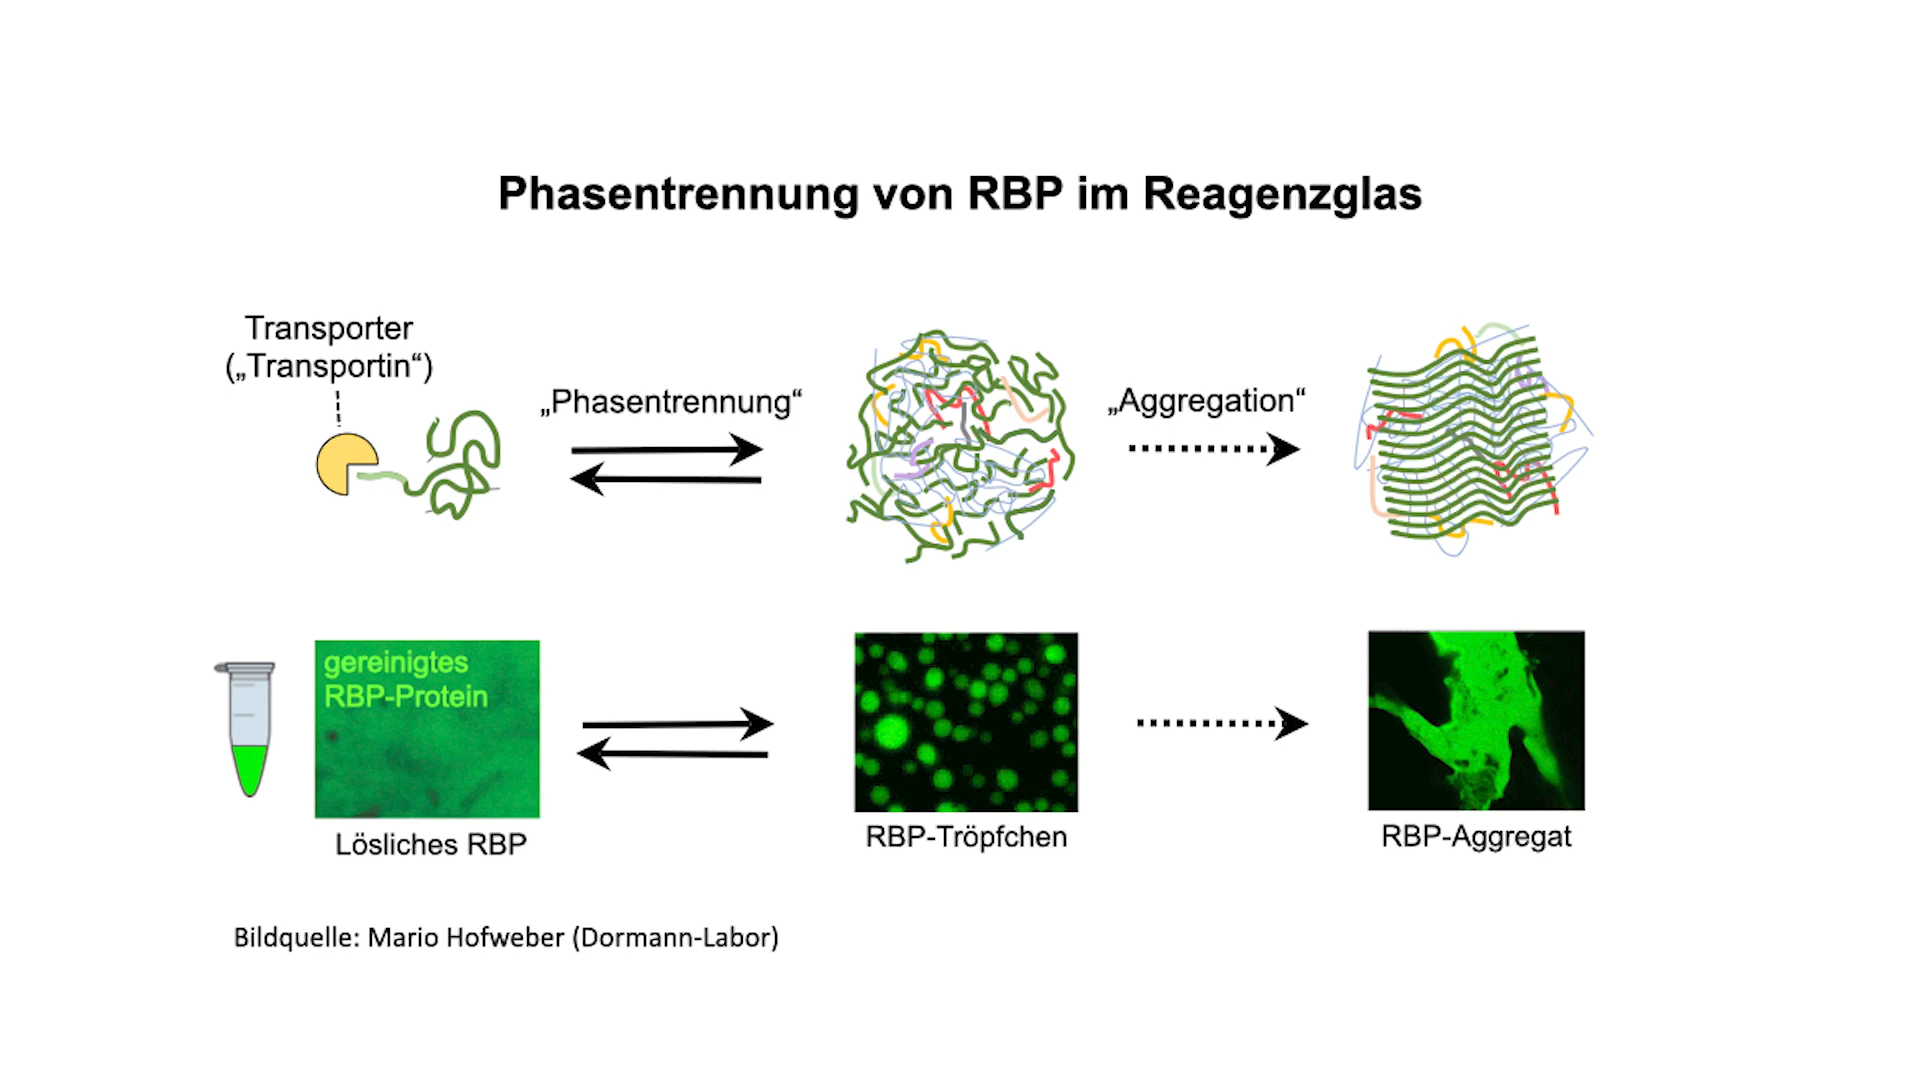 Phasentrennung von RBP im Reagenzglas
Transporter
(„Transportin“)
„Phasentrennung“
„Aggregation“
gereinigtes
RBP-Protein
Lösliches RBP
RBP-Tröpfchen
RBP-Aggregat
Bildquelle: Mario Hofweber (Dormann-Labor)